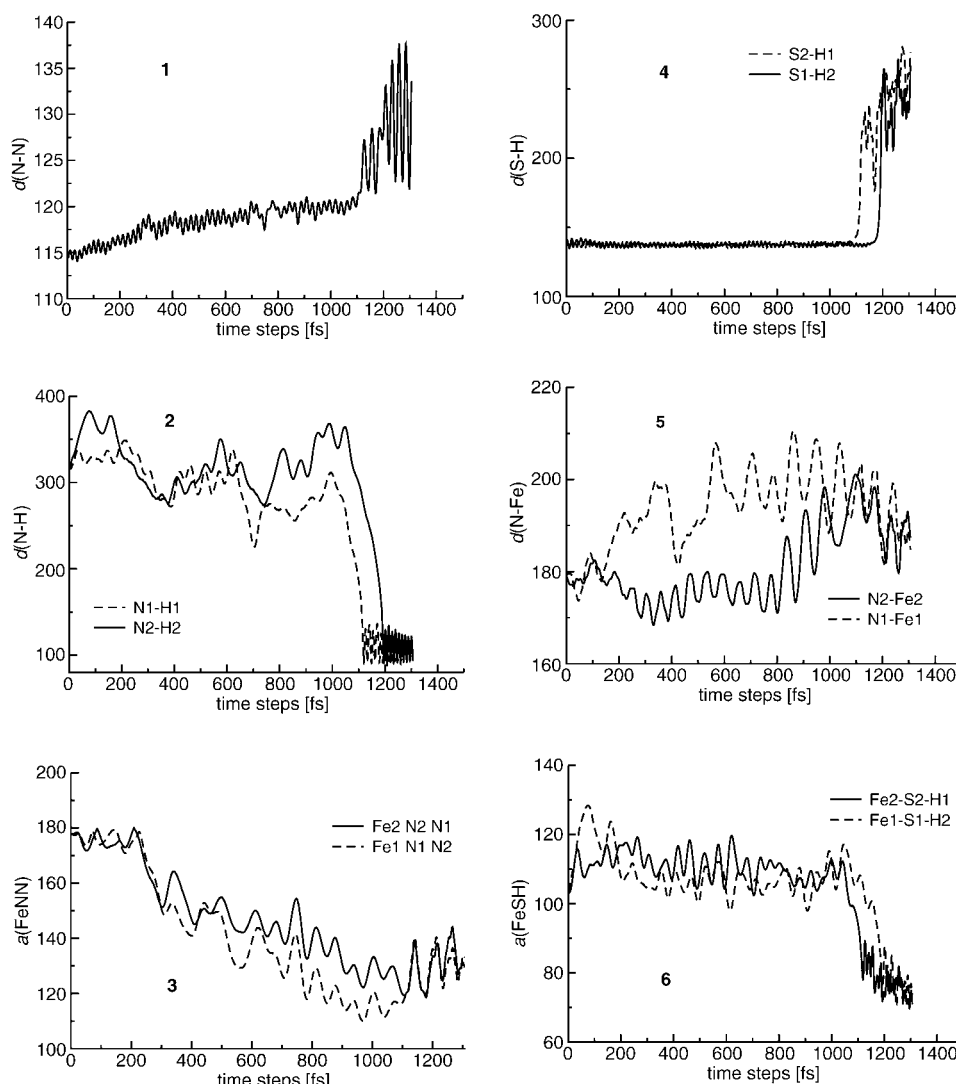 140
135
130
125
120
115
110
d(N-N)
1
0 200 400 600 800 1000 1200 1400
time steps [fs]
300
200
100
d(S-H)
4
S2-H1
S1-H2
0 200 400 600 800 1000 1200 1400
time steps [fs]
400
300
200
100
d(N-H)
2
N1-H1
N2-H2
0 200 400 600 800 1000 1200 1400
time steps [fs]
220
200
180
160
d(N-Fe)
5
N2-Fe2
N1-Fe1
0 200 400 600 800 1000 1200 1400
time steps [fs]
200
180
160
140
120
100
a(FeNN)
Fe2 N2 N1
Fe1 N1 N2
3
0 200 400 600 800 1000 1200
time steps [fs]
140
120
100
80
60
a(FeSH)
Fe2-S2-H1
Fe1-S1-H2
6
0 200 400 600 800 1000 1200 1400
time steps [fs]